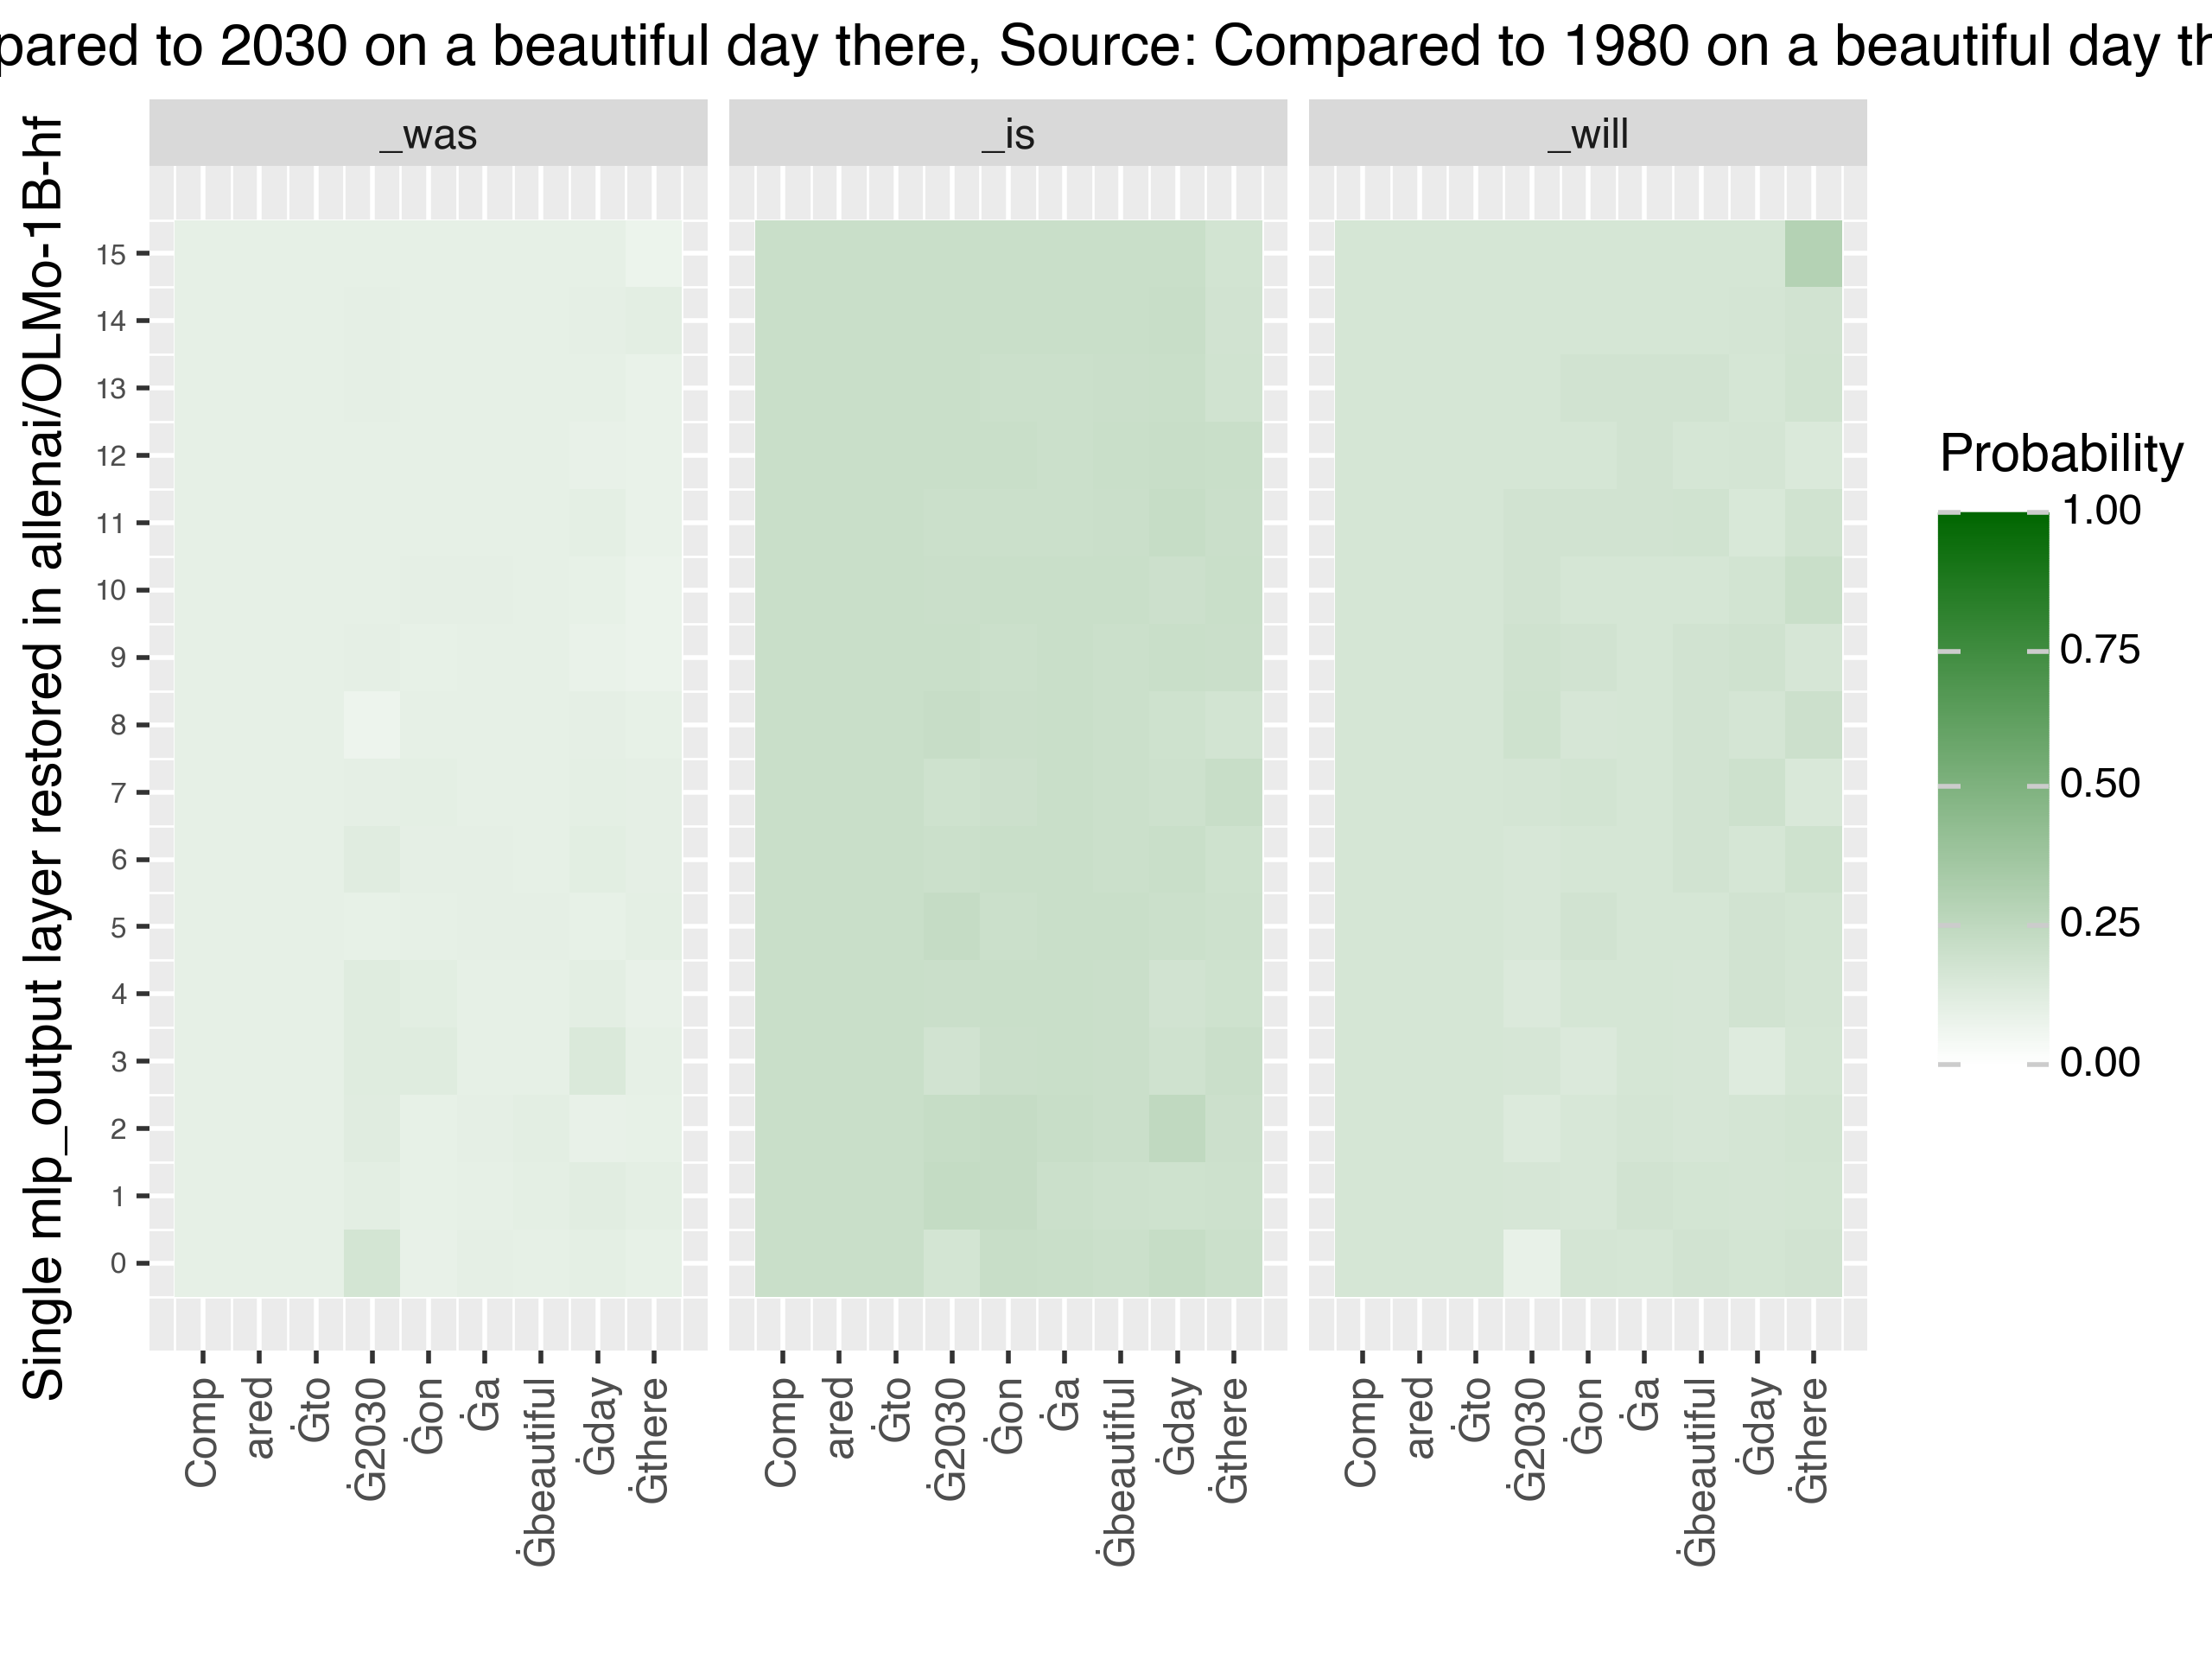 pared to 2030 on a beautiful day there, Source: Compared to 1980 on a beautiful day th
Single mlp_output layer restored in allenai/OLMo-1B-hf
_was
_is
_will
15
14
13
12
11
10
9
8
7
6
5
4
3
2
1
0
Comp
ared
Ġto
Ġ2030
Ġon
Ġa
Ġbeautiful
Ġday
Ġthere
Comp
ared
Ġto
Ġ2030
Ġon
Ġa
Ġbeautiful
Ġday
Ġthere
Comp
ared
Ġto
Ġ2030
Ġon
Ġa
Ġbeautiful
Ġday
Ġthere
Probability
1.00
0.75
0.50
0.25
0.00